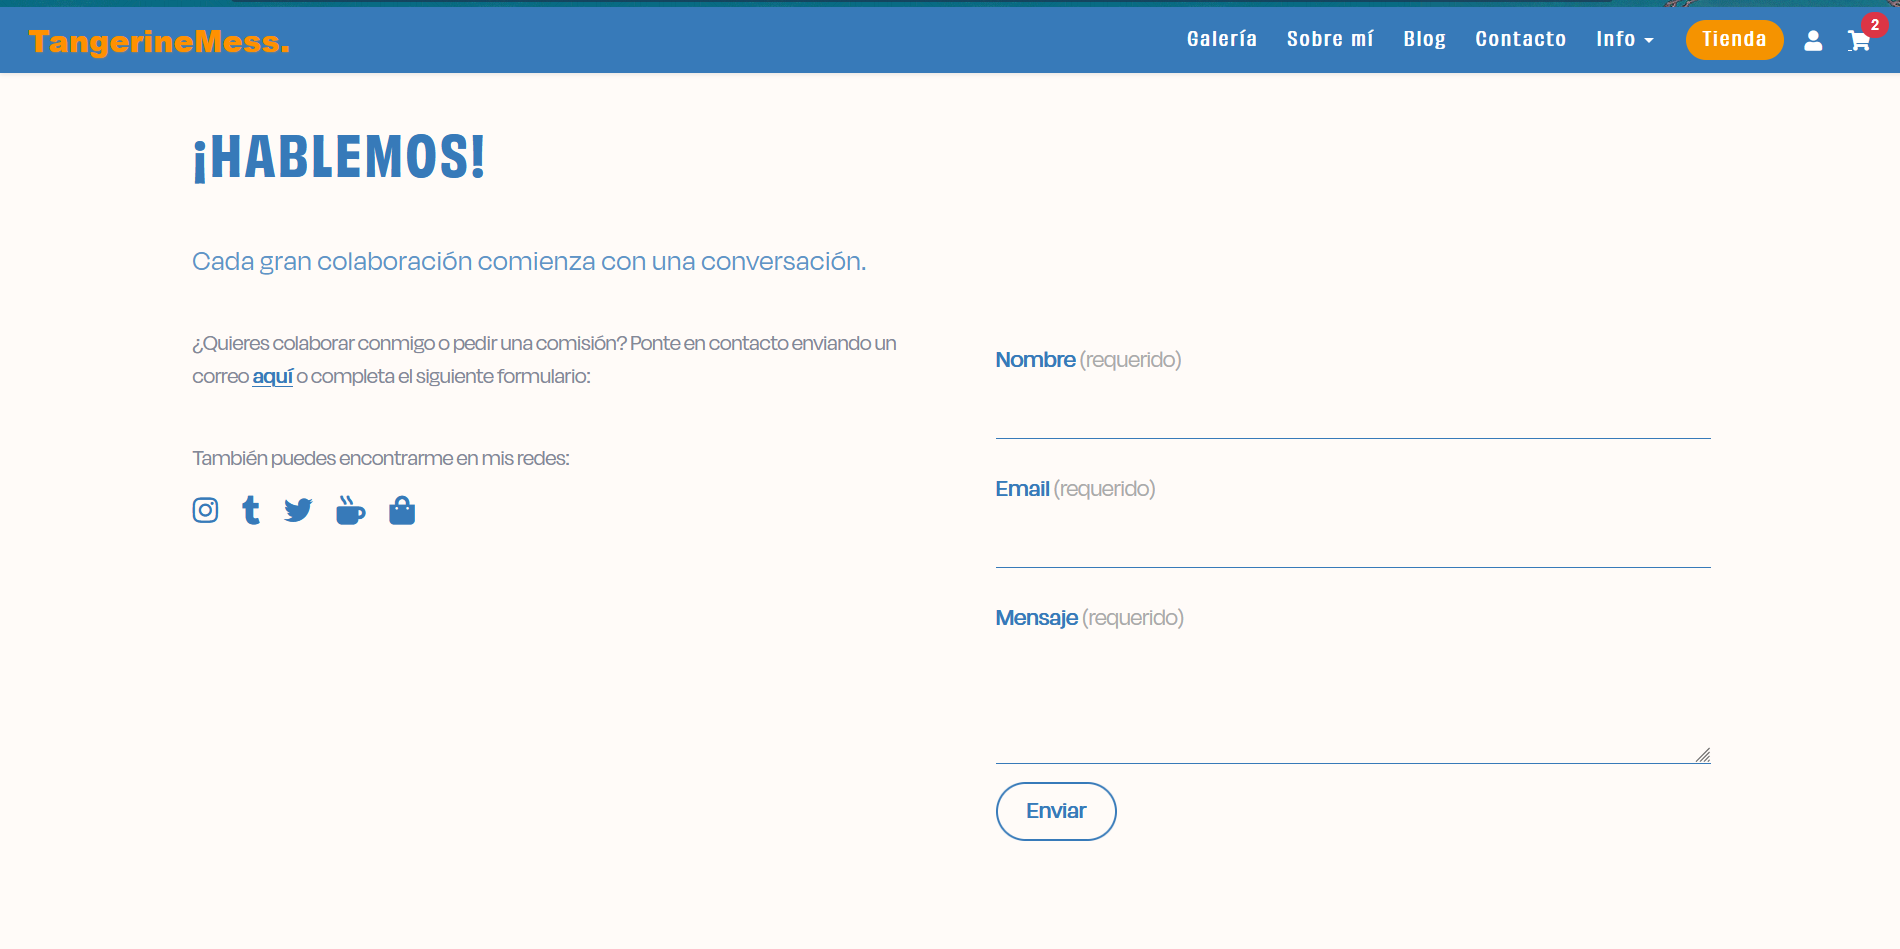 TangerineMess.
Galería Sobre mí Blog Contacto Info Tienda 2
¡HABLEMOS!
Cada gran colaboración comienza con una conversación.
¿Quieres colaborar conmigo o pedir una comisión? Ponte en contacto enviando un
correo aquí o completa el siguiente formulario:
También puedes encontrarme en mis redes:
Nombre (requerido)
Email (requerido)
Mensaje (requerido)
Enviar